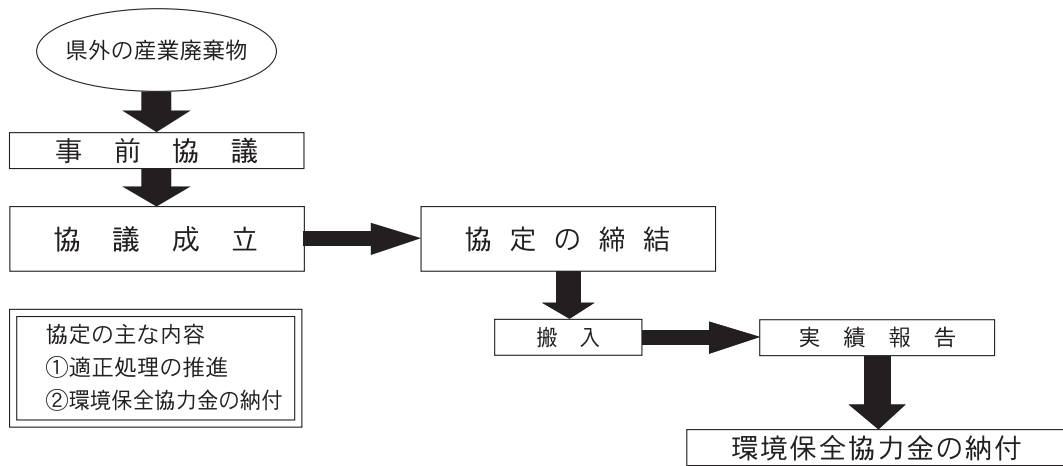 県外の産業廃棄物
事前協議
協議成立
協定の締結
協定の主な内容
①適正処理の推進
②環境保全協力金の納付
搬入
実績報告
環境保全協力金の納付